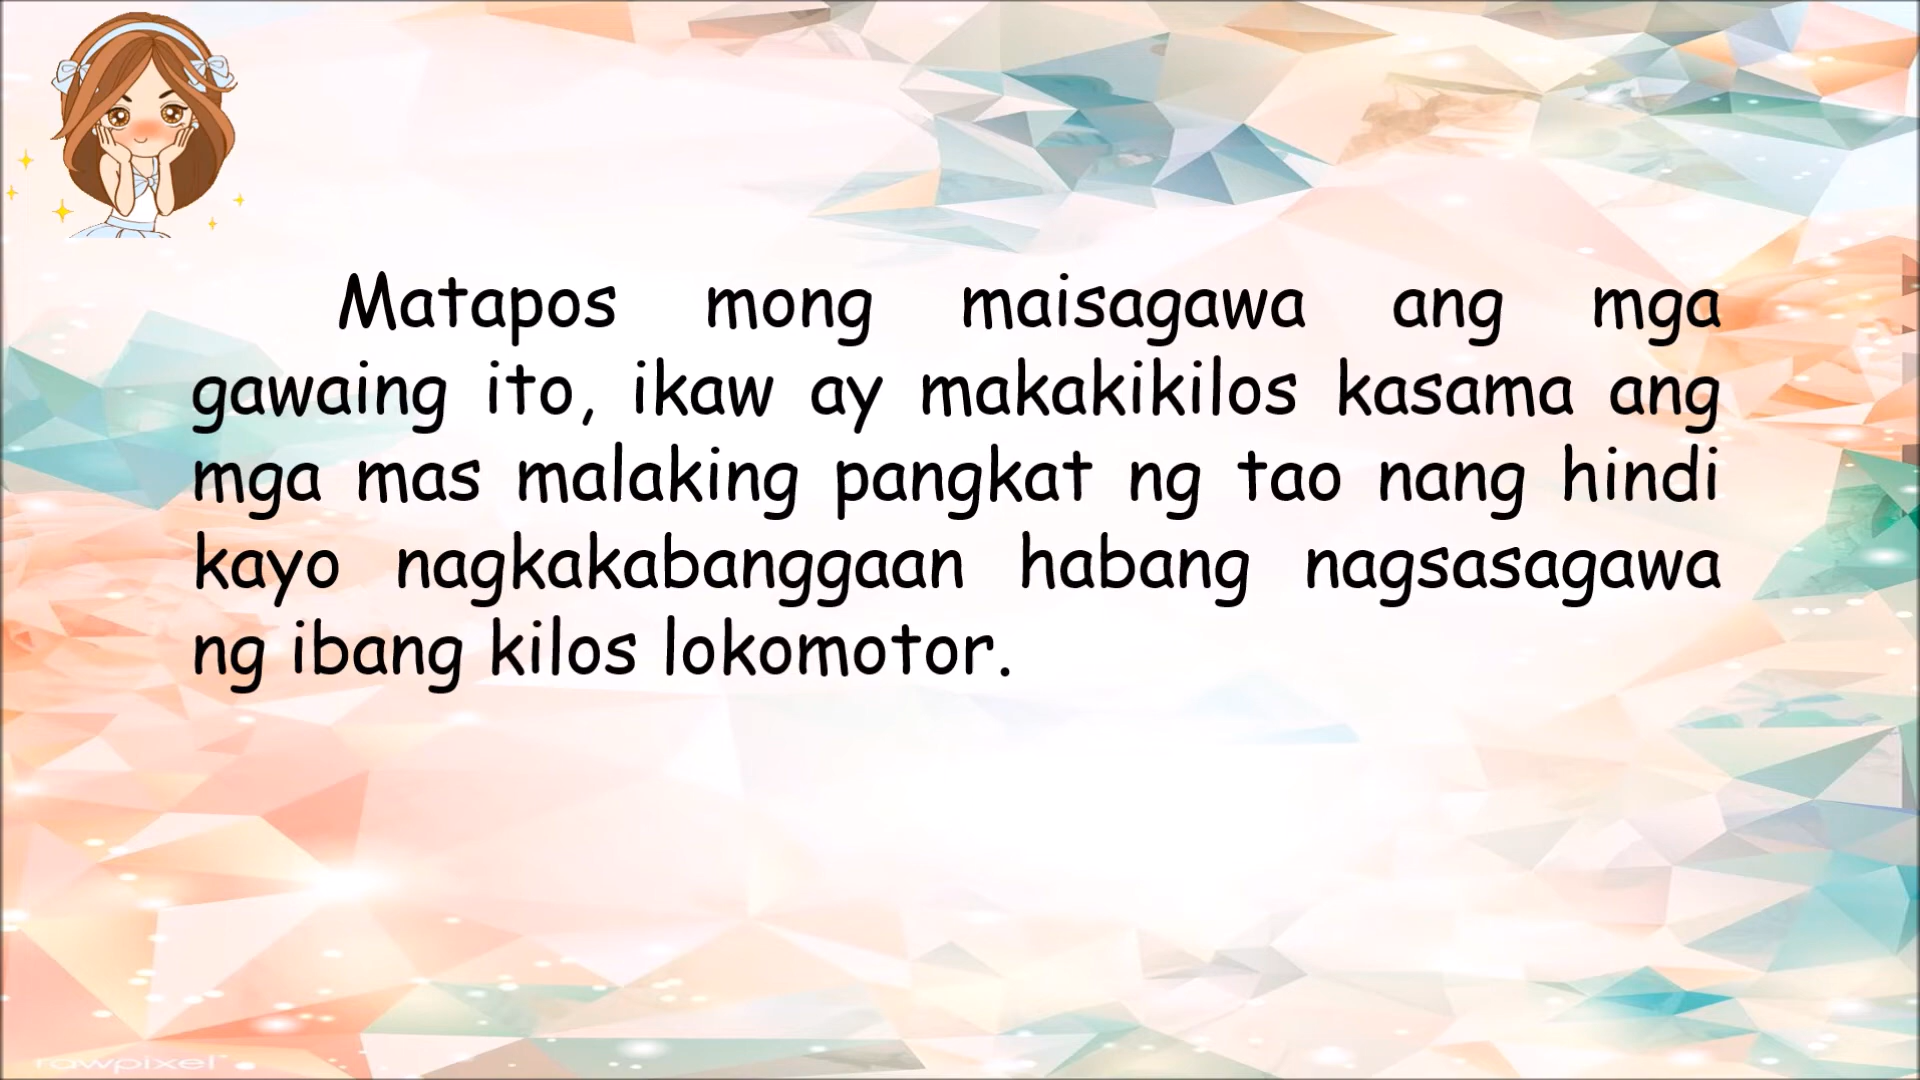 Matapos mong maisagawa ang mga
gawaing ito, ikaw ay makakikilos kasama ang
mga mas malaking pangkat ng tao nang hindi
kayo nagkakabanggaan habang nagsasagawa
ng ibang kilos lokomotor.
rawpixel